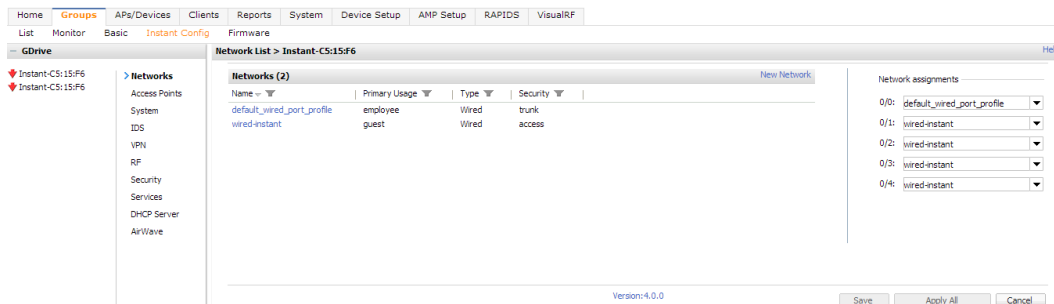 Home Groups APs/Devices Clients Reports System Device Setup AMP Setup RAPIDS VisualRF
List Monitor Basic Instant Config Firmware
GDrive
Network List > Instant-C5:15:F6
Hel
Instant-C5:15:F6
Instant-C5:15:F6
Networks
Access Points
System
IDS
VPN
RF
Security
Services
DHCP Server
AirWave
Networks (2)
New Network
Name Primary Usage Type Security
default_wired_port_profile employee Wired trunk
wired-instant guest Wired access
Network assignments
0/0: default_wired_port_profile
0/1: wired-instant
0/2: wired-instant
0/3: wired-instant
0/4: wired-instant
Version:4.0.0
Save Apply All Cancel